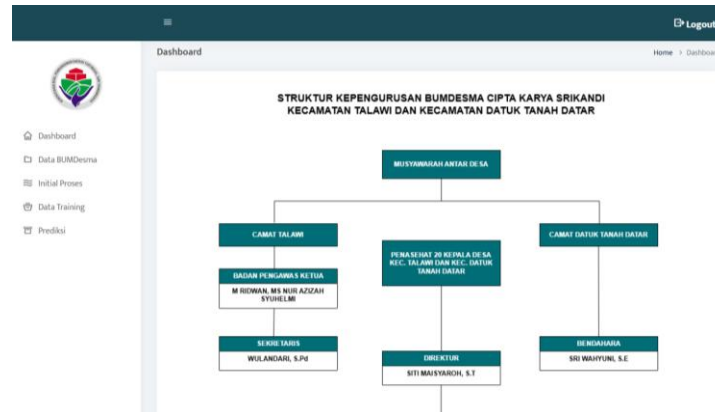 Logout
Dashboard
Home > Dashboa
Dashboard
Data BUMDesma
Initial Proses
Data Training
Prediksi
STRUKTUR KEPENGURUSAN BUMDESMA CIPTA KARYA SRIKANDI
KECAMATAN TALAWI DAN KECAMATAN DATUK TANAH DATAR
MUSYAWARAH ANTAR DESA
CAMAT TALAWI
CAMAT DATUK TANAH DATAR
PENASEHAT 20 KEPALA DESA
KEC. TALAWI DAN KEC. DATUK
TANAH DATAR
BADAN PENGAWAS KETUA
M RIDWAN, MS NUR AZIZAH
SYUHELMI
SEKRETARIS
WULANDARI, S.Pd
DIREKTUR
SITI MAISYAROH, S.T
BENDAHARA
SRI WAHYUNI, S.E